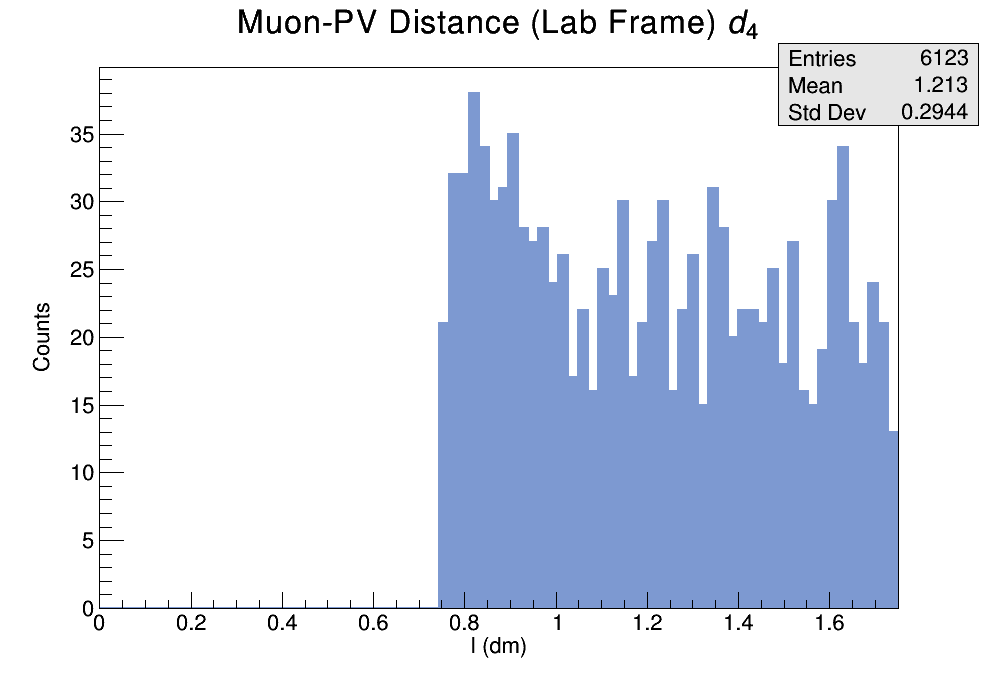 Muon-PV Distance (Lab Frame) d₄
Entries 6123
Mean 1.213
Std Dev 0.2944
35
30
25
20
15
10
5
0
Counts
0 0.2 0.4 0.6 0.8 1 1.2 1.4 1.6
l (dm)